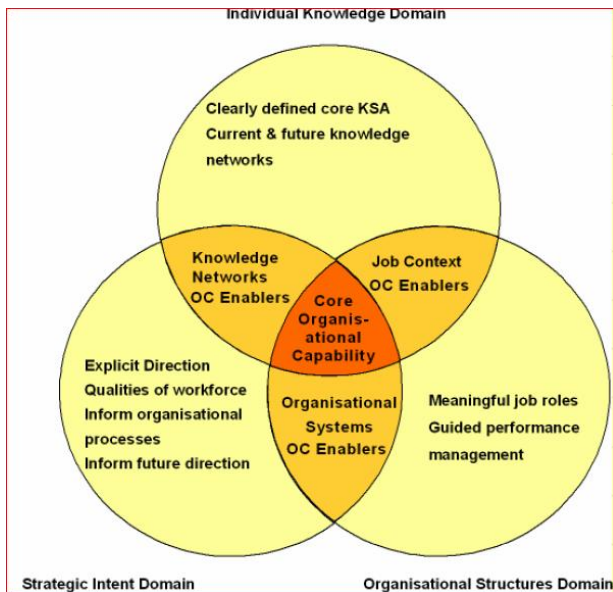 Individual Knowledge Domain
Clearly defined core KSA
Current & future knowledge
networks
Knowledge
Networks
OC Enablers
Job Context
OC Enablers
Core
Organis-
ational
Capability
Explicit Direction
Qualities of workforce
Inform organisational
processes
Inform future direction
Organisational
Systems
OC Enablers
Meaningful job roles
Guided performance
management
Strategic Intent Domain
Organisational Structures Domain